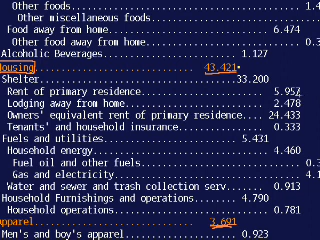 Other foods........................................... 1.4
Other miscellaneous foods...........................
Food away from home............................. 6.474
Other food away from home....................... 0.3
Alcoholic Beverages........................ 1.127
Housing............................. 43.421
Shelter.................................33.200
Rent of primary residence................... 5.957
Lodging away from home...................... 2.478
Owners' equivalent rent of primary residence.... 24.433
Tenants' and household insurance............ 0.333
Fuels and utilities........................ 5.431
Household energy............................ 4.460
Fuel oil and other fuels.......................... 0.3
Gas and electricity............................... 4.1
Water and sewer and trash collection serv....... 0.913
Household Furnishings and operations....... 4.790
Household operations........................ 0.781
Apparel............................. 3.691
Men's and boy's apparel.................... 0.923